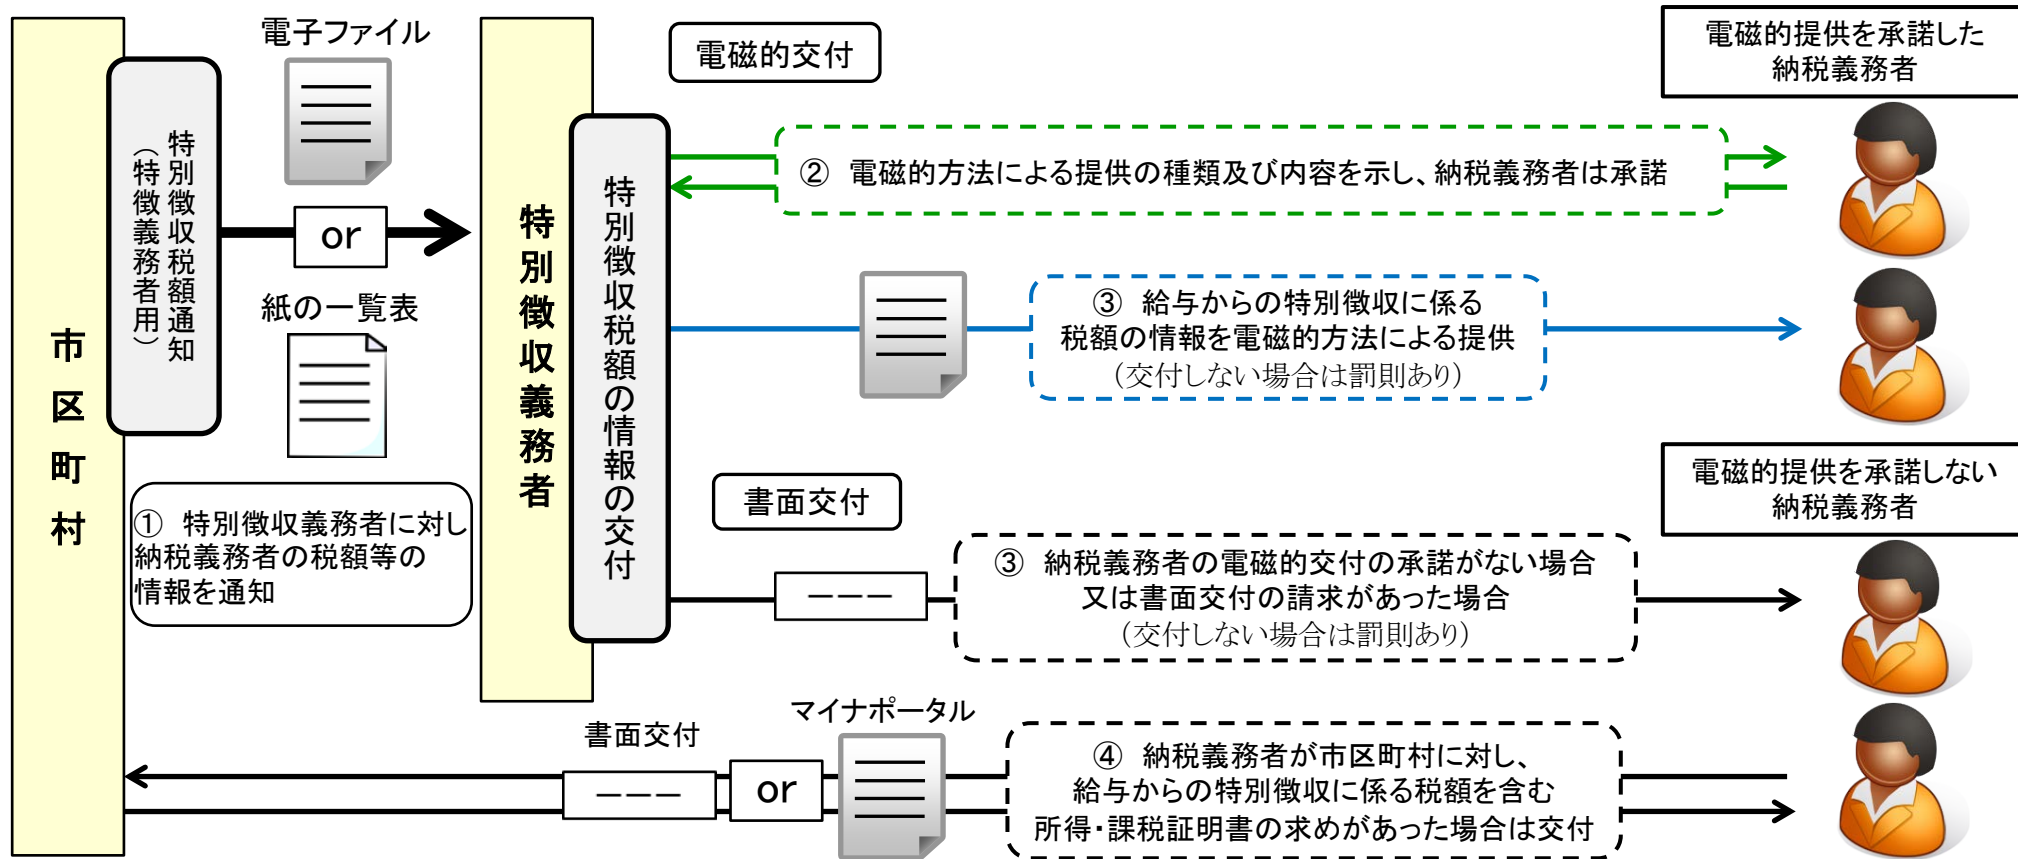 市区町村
特別徴収税額通知
（特徴義務者用）
電子ファイル
or
紙の一覧表
① 特別徴収義務者に対し
納税義務者の税額等の
情報を通知
特別徴収義務者
特別徴収税額の情報の交付
電磁的交付
電磁的提供を承諾した
納税義務者
② 電磁的方法による提供の種類及び内容を示し、納税義務者は承諾
③ 給与からの特別徴収に係る
税額の情報を電磁的方法による提供
（交付しない場合は罰則あり）
書面交付
電磁的提供を承諾しない
納税義務者
③ 納税義務者の電磁的交付の承諾がない場合
又は書面交付の請求があった場合
（交付しない場合は罰則あり）
ーーー
書面交付
ーーー
or
マイナポータル
④ 納税義務者が市区町村に対し、
給与からの特別徴収に係る税額を含む
所得・課税証明書の求めがあった場合は交付